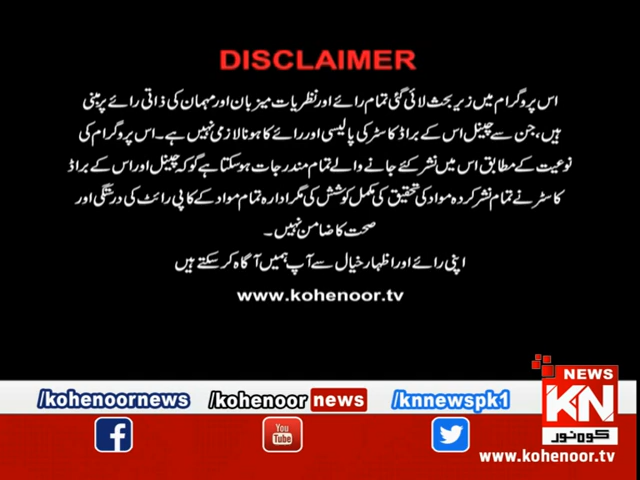 DISCLAIMER
اس پروگرام میں زیر بحث لائی گئی تمام رائے اور نظریات میزبان اور مہمان کی ذاتی رائے پر مبنی
ہیں، جن سے چینل اس کے براڈ کاسٹر کی پالیسی اور رائے کا ہونا لازمی نہیں ہے۔ اس پروگرام کی
نوعیت کے مطابق اس میں نشر کئے جانے والے تمام مندرجات ہو سکتا ہے گو کہ چینل اور اس کے براڈ
کاسٹر نے تمام نشر کردہ مواد کی تحقیق کی مکمل کوشش کی مگر ادارہ تمام مواد کے کاپی رائٹ کی درستگی اور
صحت کا ضامن نہیں۔
اپنی رائے اور اظہار خیال سے آپ ہمیں آگاہ کر سکتے ہیں
www.kohenoor.tv
/kohenoornews /kohenoor news /knnewspk1
f You Tube
NEWS
KN
کوہ نور
www.kohenoor.tv